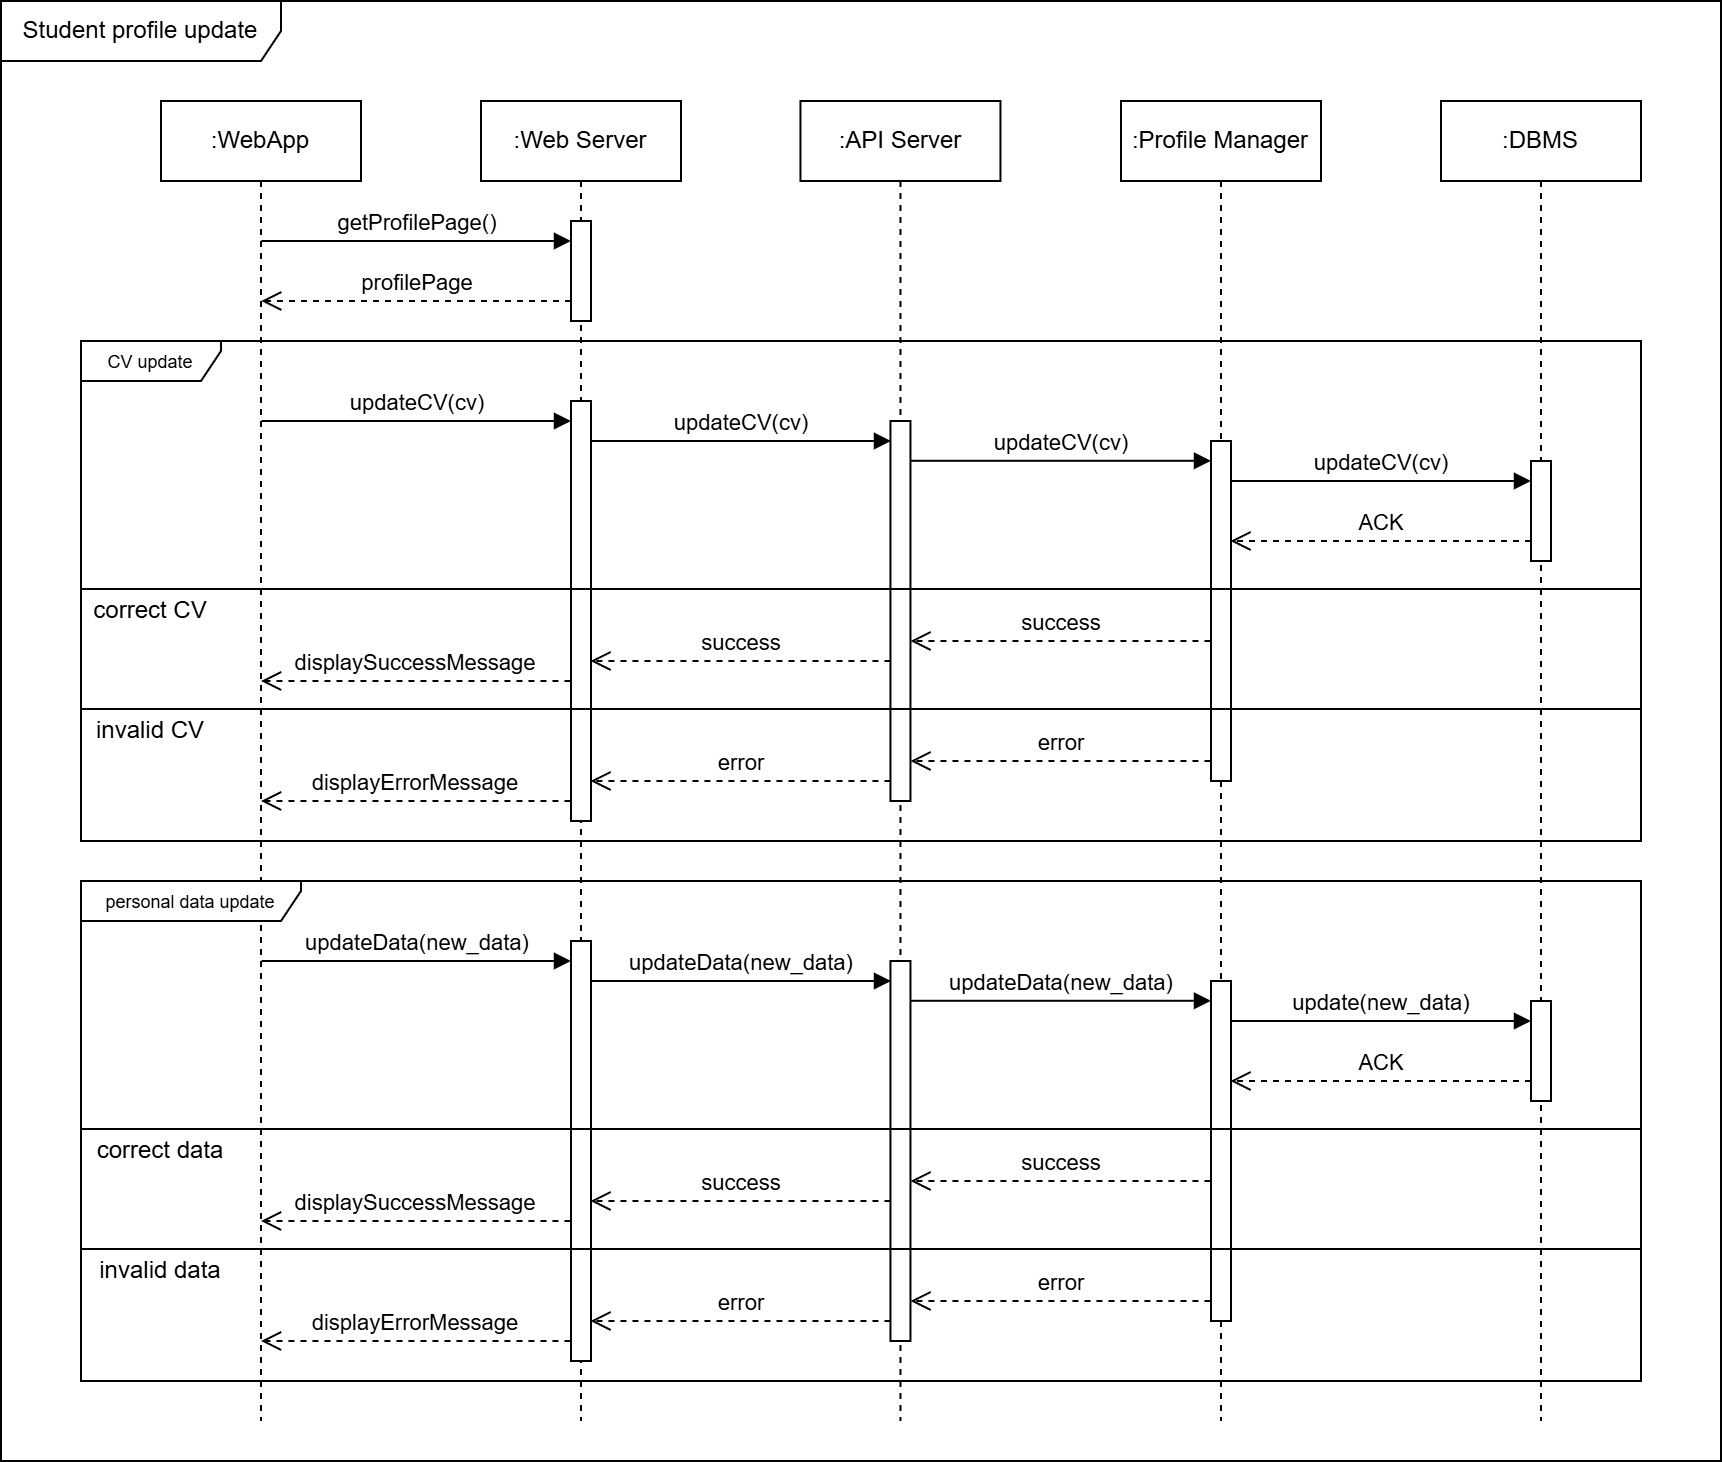 Student profile update
:WebApp
:Web Server
:API Server
:Profile Manager
:DBMS
getProfilePage()
profilePage
CV update
updateCV(cv)
updateCV(cv)
updateCV(cv)
updateCV(cv)
ACK
correct CV
success
success
displaySuccessMessage
invalid CV
error
error
displayErrorMessage
personal data update
updateData(new_data)
updateData(new_data)
updateData(new_data)
update(new_data)
ACK
correct data
success
success
displaySuccessMessage
invalid data
error
error
displayErrorMessage